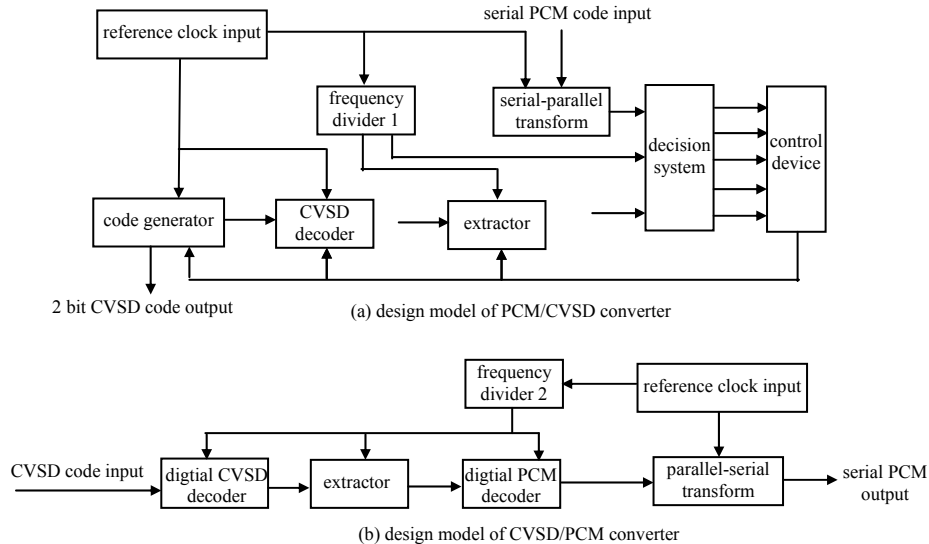 serial PCM code input
reference clock input
frequency
divider 1
serial-parallel
transform
decision
system
control
device
code generator
CVSD
decoder
extractor
2 bit CVSD code output
(a) design model of PCM/CVSD converter
frequency
divider 2
reference clock input
CVSD code input
digtial CVSD
decoder
extractor
digtial PCM
decoder
parallel-serial
transform
serial PCM
output
(b) design model of CVSD/PCM converter